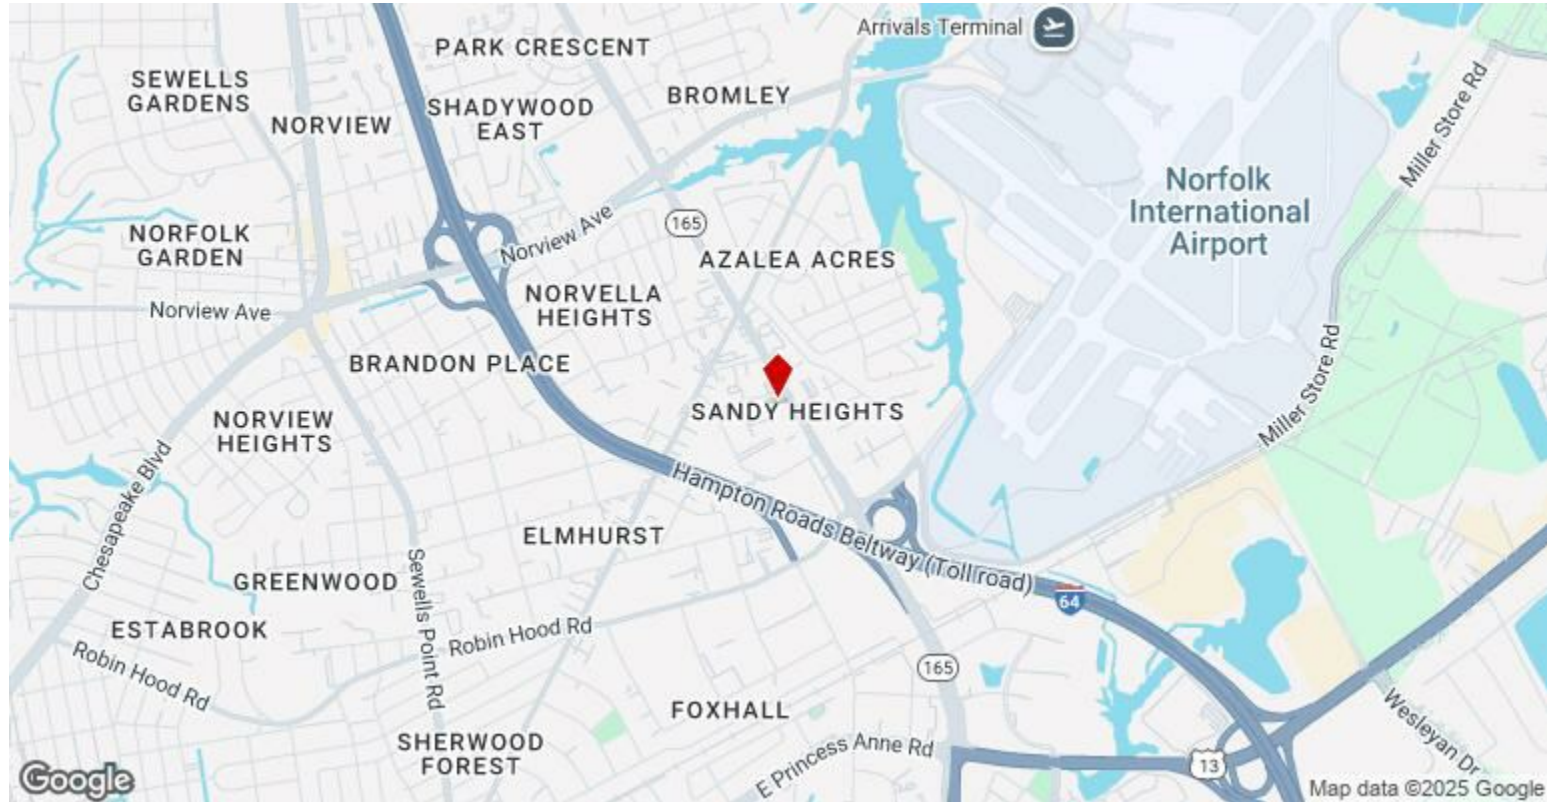 Arrivals Terminal
PARK CRESCENT
SEWELLS
GARDENS
SHADYWOOD
EAST
BROMLEY
NORVIEW
Miller Store Rd
Norfolk
International
Airport
165
Norview Ave
NORFOLK
GARDEN
AZALEA ACRES
NORVELLA
HEIGHTS
Norview Ave
BRANDON PLACE
SANDY HEIGHTS
Miller Store Rd
NORVIEW
HEIGHTS
Chesapeake Blvd
Hampton Roads Beltway (Toll road)
64
ELMHURST
GREENWOOD
Sewells Point Rd
ESTABROOK
Robin Hood Rd
Robin Hood Rd
165
FOXHALL
SHERWOOD
FOREST
E Princess Anne Rd
13
Wesleyan Dr
Google
Map data ©2025 Google